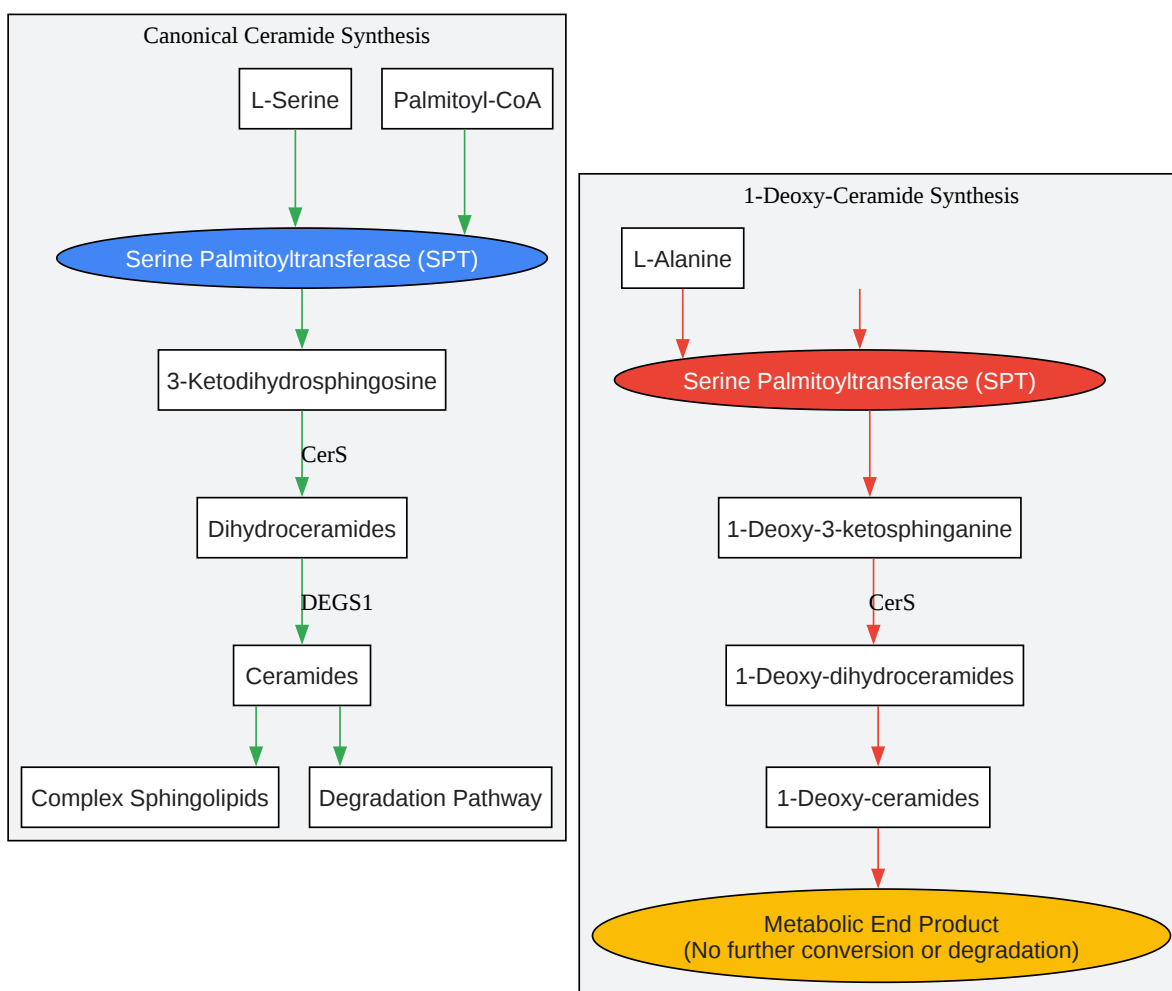 Canonical Ceramide Synthesis
L-Serine
Palmitoyl-CoA
Serine Palmitoyltransferase (SPT)
3-Ketodihydrosphingosine
CerS
Dihydroceramides
DEGS1
Ceramides
Complex Sphingolipids
Degradation Pathway
1-Deoxy-Ceramide Synthesis
L-Alanine
Serine Palmitoyltransferase (SPT)
1-Deoxy-3-ketosphinganine
CerS
1-Deoxy-dihydroceramides
1-Deoxy-ceramides
Metabolic End Product
(No further conversion or degradation)